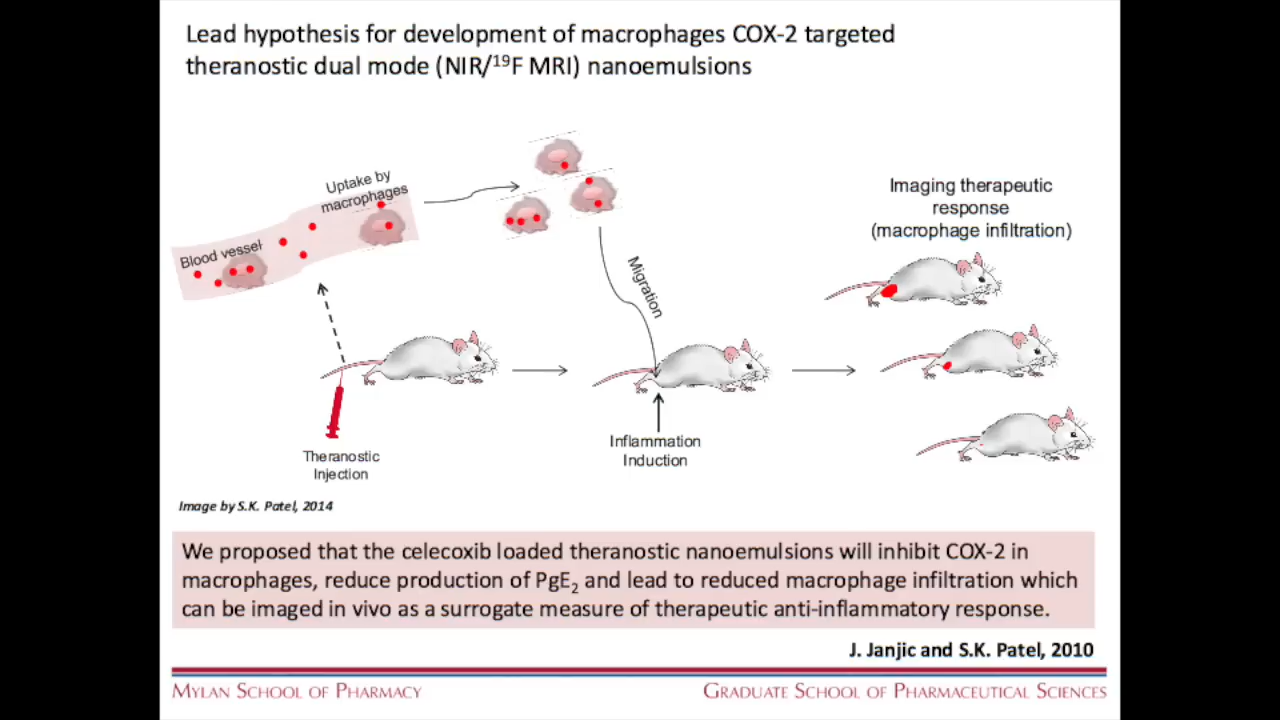 Lead hypothesis for development of macrophages COX-2 targeted
theranostic dual mode (NIR/¹⁹F MRI) nanoemulsions
Uptake by
macrophages
Blood vessel
Migration
Imaging therapeutic
response
(macrophage infiltration)
Theranostic
Injection
Inflammation
Induction
Image by S.K. Patel, 2014
We proposed that the celecoxib loaded theranostic nanoemulsions will inhibit COX-2 in
macrophages, reduce production of PgE₂ and lead to reduced macrophage infiltration which
can be imaged in vivo as a surrogate measure of therapeutic anti-inflammatory response.
J. Janjic and S.K. Patel, 2010
MYLAN SCHOOL OF PHARMACY
GRADUATE SCHOOL OF PHARMACEUTICAL SCIENCES